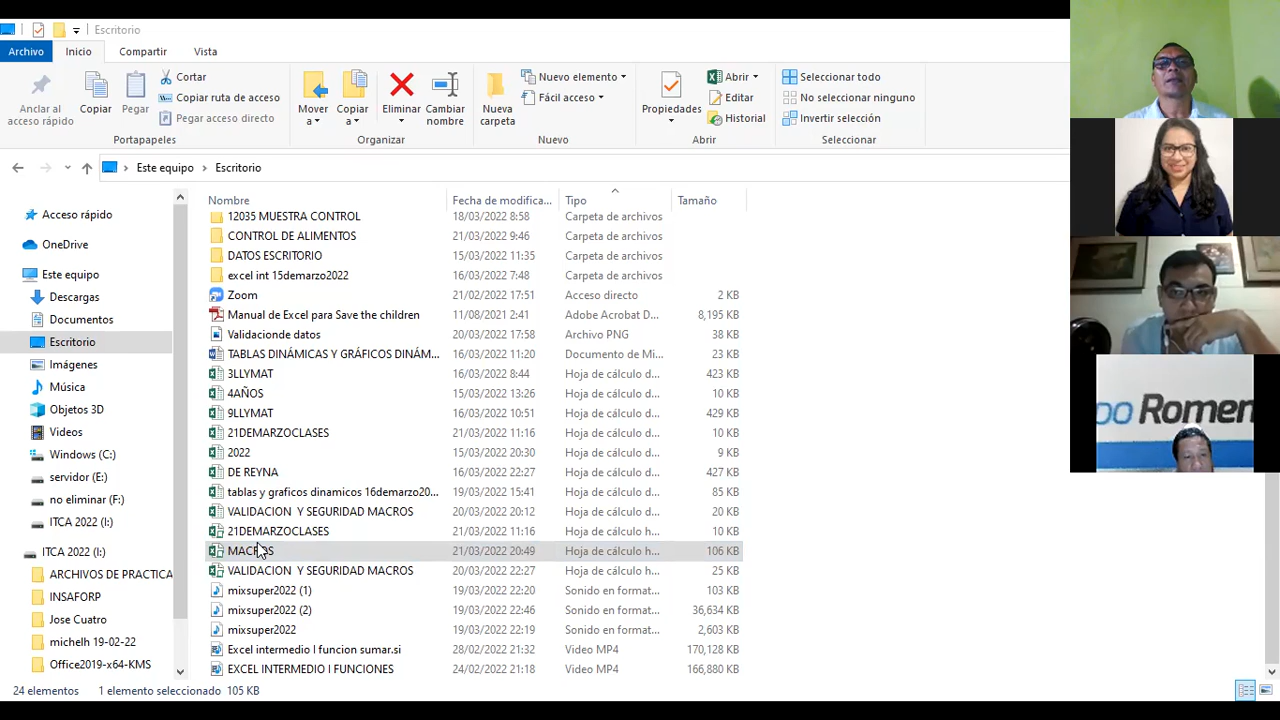 Escritorio
Archivo Inicio Compartir Vista
Anclar al acceso rápido
Copiar
Pegar
Cortar
Copiar ruta de acceso
Pegar acceso directo
Portapapeles
Mover a
Copiar a
Eliminar
Cambiar nombre
Organizar
Nueva carpeta
Nuevo elemento
Fácil acceso
Nuevo
Propiedades
Abrir
Editar
Historial
Abrir
Seleccionar todo
No seleccionar ninguno
Invertir selección
Seleccionar
Este equipo > Escritorio
Acceso rápido
OneDrive
Este equipo
Descargas
Documentos
Escritorio
Imágenes
Música
Objetos 3D
Videos
Windows (C:)
servidor (E:)
no eliminar (F:)
ITCA 2022 (I:)
ITCA 2022 (I:)
ARCHIVOS DE PRACTICA
INSAFORP
Jose Cuatro
michelh 19-02-22
Office2019-x64-KMS
Nombre Fecha de modifica... Tipo Tamaño
12035 MUESTRA CONTROL 18/03/2022 8:58 Carpeta de archivos
CONTROL DE ALIMENTOS 21/03/2022 9:46 Carpeta de archivos
DATOS ESCRITORIO 15/03/2022 11:35 Carpeta de archivos
excel int 15demarzo2022 16/03/2022 7:48 Carpeta de archivos
Zoom 21/02/2022 17:51 Acceso directo 2 KB
Manual de Excel para Save the children 11/08/2021 2:41 Adobe Acrobat D... 8,195 KB
Validacionde datos 20/03/2022 17:58 Archivo PNG 38 KB
TABLAS DINÁMICAS Y GRÁFICOS DINÁM... 16/03/2022 11:20 Documento de Mi... 23 KB
3LLYMAT 16/03/2022 8:44 Hoja de cálculo d... 423 KB
4AÑOS 15/03/2022 13:26 Hoja de cálculo d... 10 KB
9LLYMAT 16/03/2022 10:51 Hoja de cálculo d... 429 KB
21DEMARZOCLASES 21/03/2022 11:16 Hoja de cálculo d... 10 KB
2022 15/03/2022 20:30 Hoja de cálculo d... 9 KB
DE REYNA 16/03/2022 22:27 Hoja de cálculo d... 427 KB
tablas y graficos dinamicos 16demarzo20... 19/03/2022 15:41 Hoja de cálculo d... 85 KB
VALIDACION Y SEGURIDAD MACROS 20/03/2022 20:12 Hoja de cálculo d... 20 KB
21DEMARZOCLASES 21/03/2022 11:16 Hoja de cálculo h... 10 KB
MACROS 21/03/2022 20:49 Hoja de cálculo h... 106 KB
VALIDACION Y SEGURIDAD MACROS 20/03/2022 22:27 Hoja de cálculo h... 25 KB
mixsuper2022 (1) 19/03/2022 22:20 Sonido en format... 103 KB
mixsuper2022 (2) 19/03/2022 22:46 Sonido en format... 36,634 KB
mixsuper2022 19/03/2022 22:19 Sonido en format... 2,603 KB
Excel intermedio I funcion sumar.si 28/02/2022 21:32 Video MP4 170,128 KB
EXCEL INTERMEDIO I FUNCIONES 24/02/2022 21:18 Video MP4 166,880 KB
24 elementos 1 elemento seleccionado 105 KB